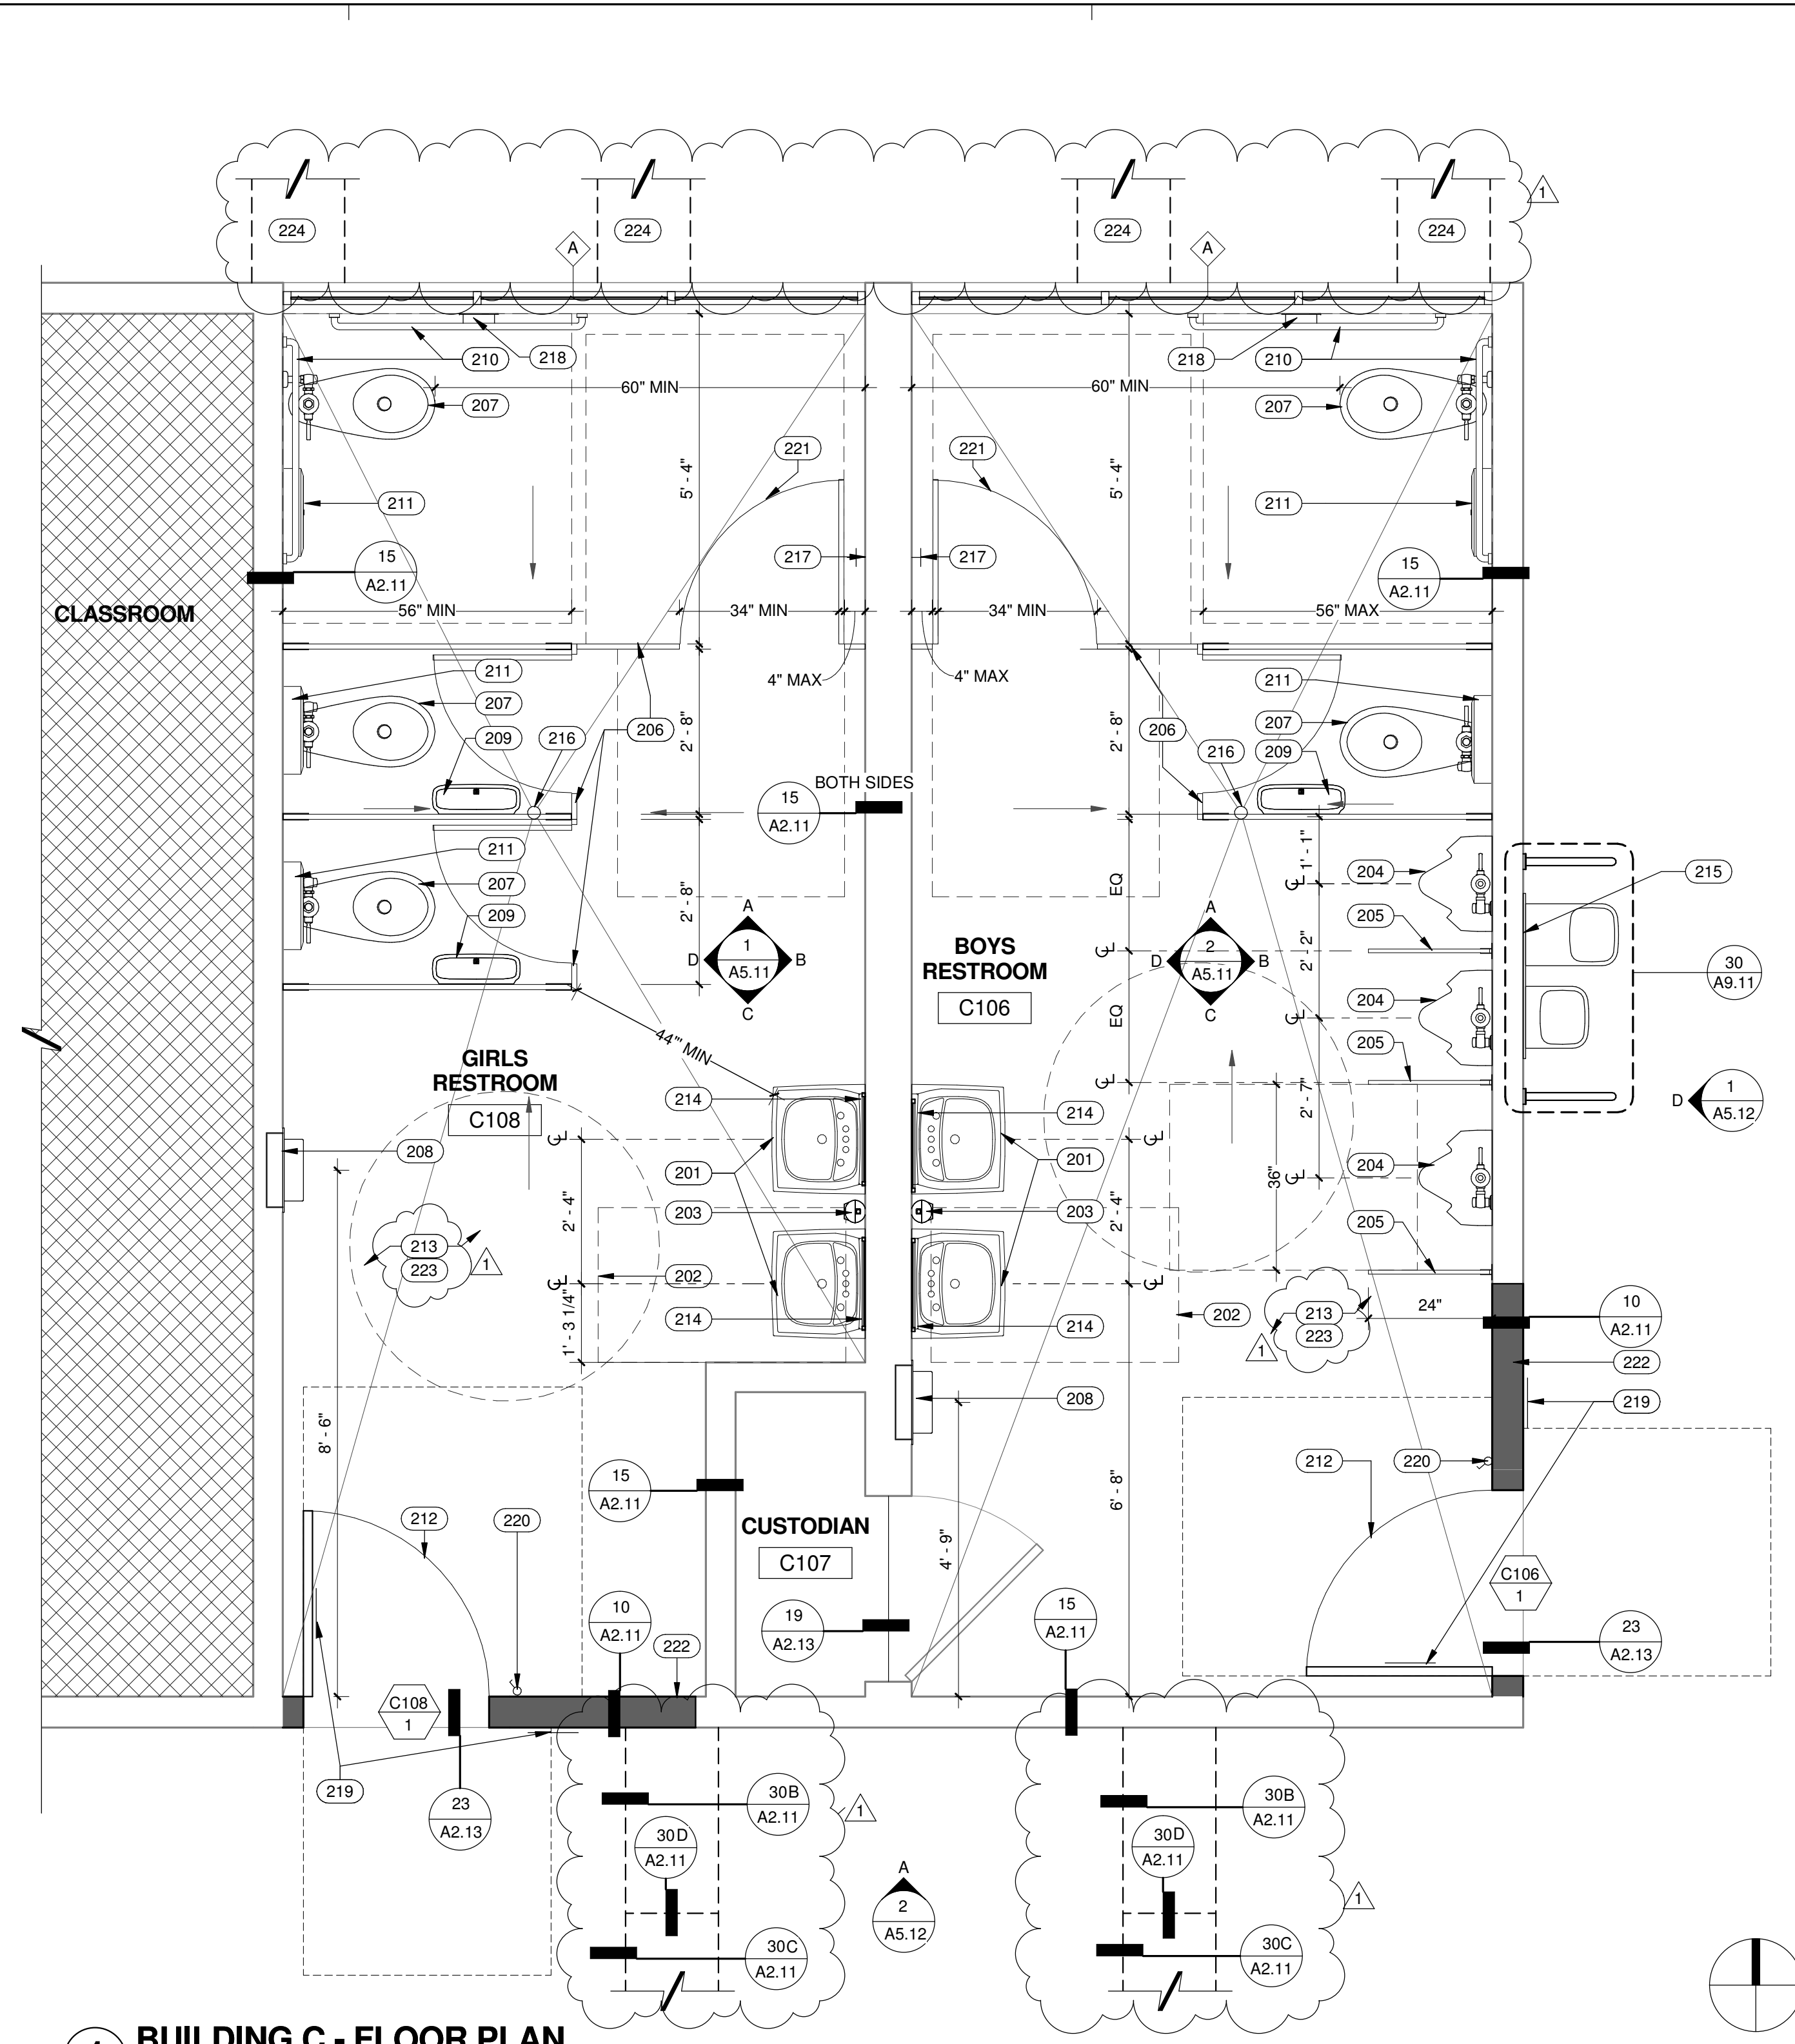 224
224
224
224
1
A
A
210
218
218
210
60" MIN
60" MIN
207
207
221
221
5' - 4"
5' - 4"
211
211
217
217
15
A2.11
15
A2.11
CLASSROOM
56" MIN
34" MIN
34" MIN
56" MAX
4" MAX
4" MAX
211
211
207
207
209
216
206
2' - 8"
2' - 8"
206
216
209
BOTH SIDES
15
A2.11
211
207
209
2' - 8"
EQ
1' - 1"
204
215
205
A
D
1
A5.11
B
C
BOYS
RESTROOM
C106
A
D
2
A5.11
B
C
2' - 2"
30
A9.11
204
EQ
205
44'" MIN
GIRLS
RESTROOM
C108
2' - 7"
D
1
A5.12
214
214
208
201
201
36"
204
2' - 4"
203
203
2' - 4"
205
213
223
1
202
1' - 3 1/4"
214
214
202
213
223
1
24"
10
A2.11
222
208
219
8' - 6"
212
220
15
A2.11
6' - 8"
212
220
CUSTODIAN
C107
4' - 9"
C106
1
10
A2.11
222
19
A2.13
15
A2.11
23
A2.13
C108
1
219
23
A2.13
30B
A2.11
1
30B
A2.11
30D
A2.11
30D
A2.11
A
2
A5.12
1
30C
A2.11
30C
A2.11
BUILDING C - FLOOR PLAN